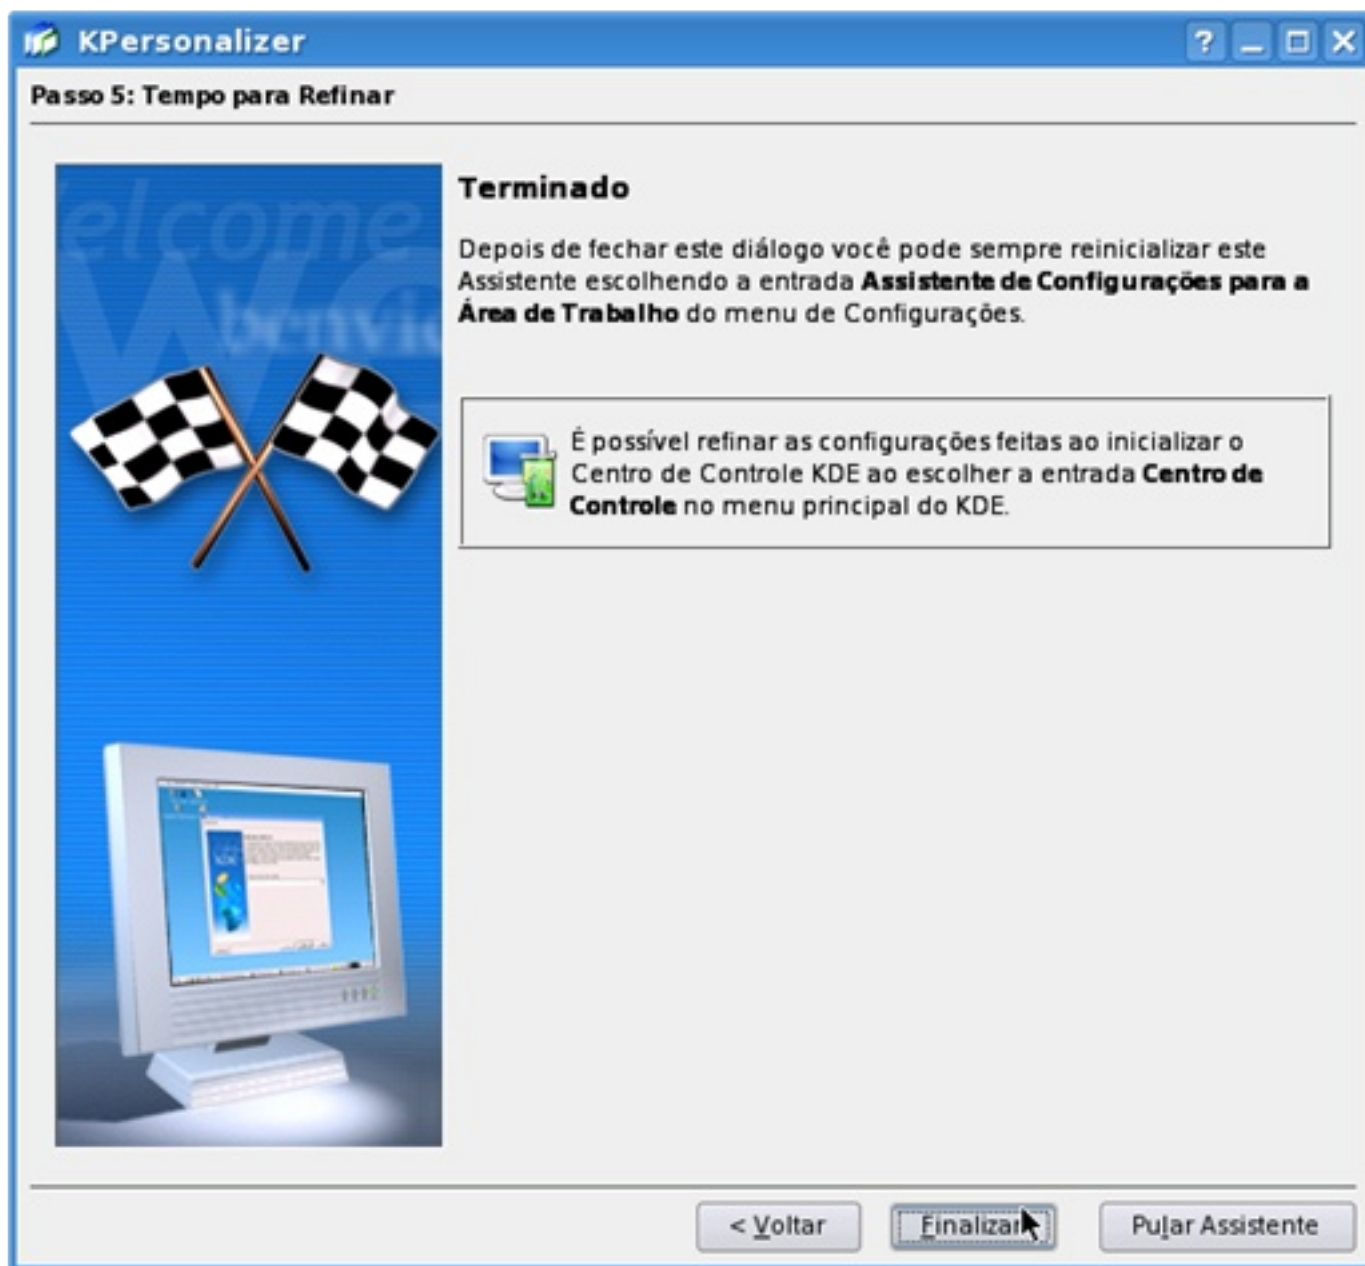 KPersonalizer
Passo 5: Tempo para Refinar
elcome
benvi
Terminado
Depois de fechar este diálogo você pode sempre reinicializar este
Assistente escolhendo a entrada Assistente de Configurações para a
Área de Trabalho do menu de Configurações.
É possível refinar as configurações feitas ao inicializar o
Centro de Controle KDE ao escolher a entrada Centro de
Controle no menu principal do KDE.
< Voltar
Finalizar
Pular Assistente